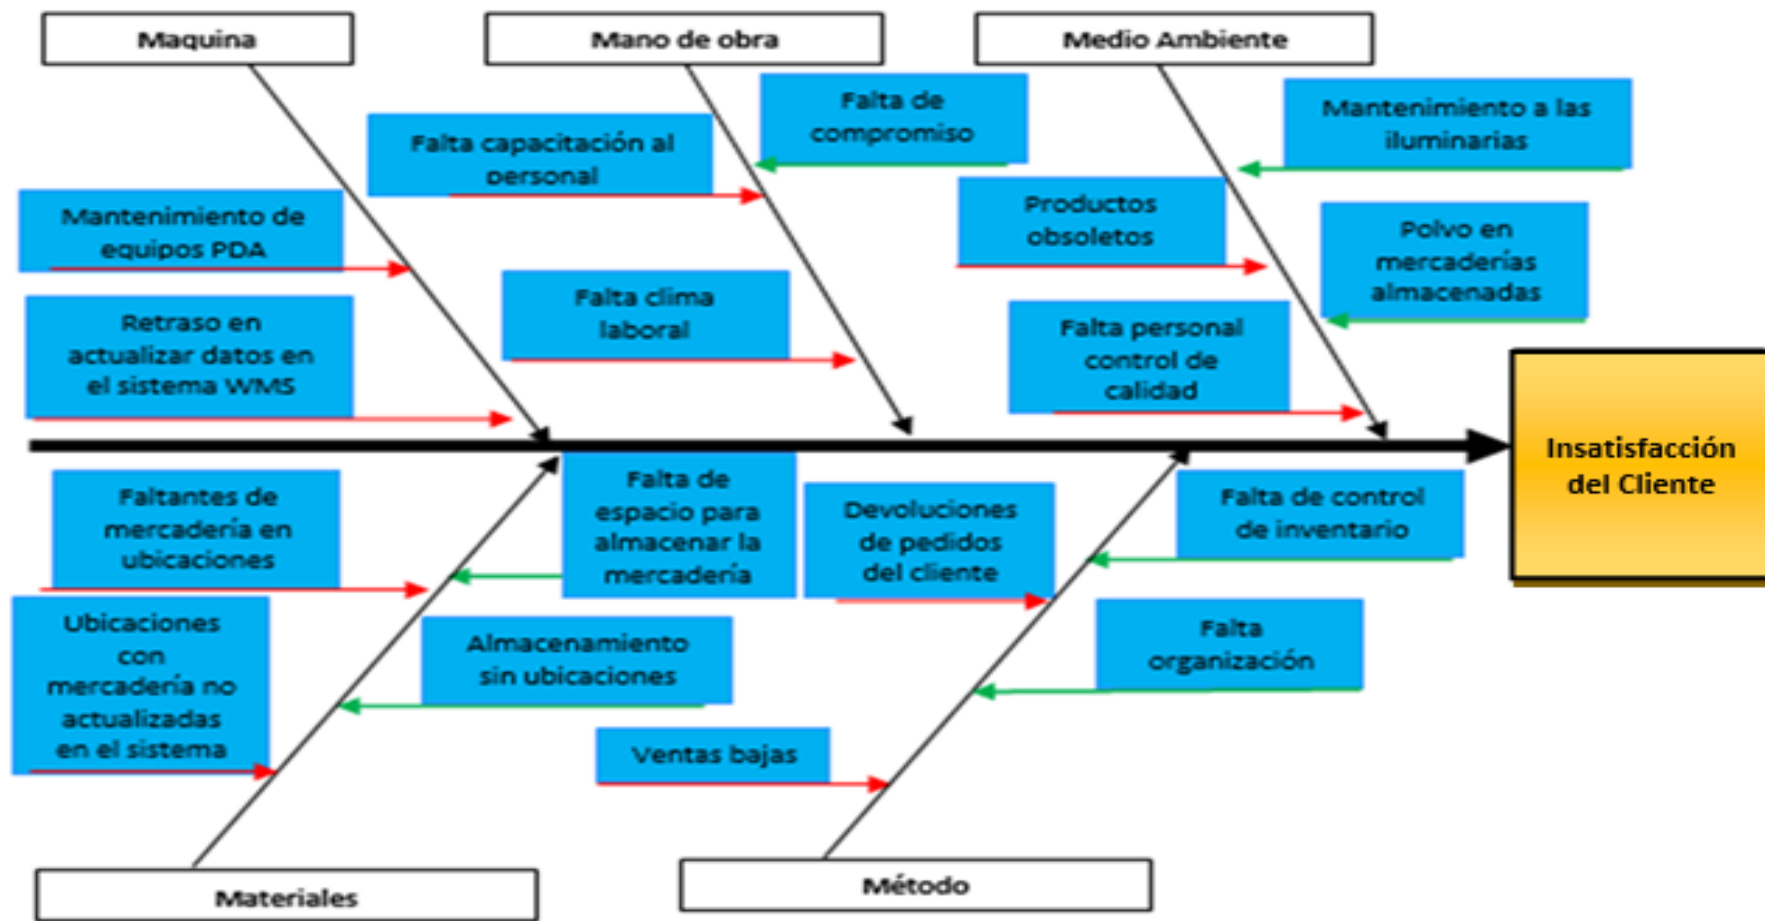 Maquina
Mano de obra
Medio Ambiente
Falta capacitación al
personal
Falta de
compromiso
Mantenimiento a las
iluminarias
Mantenimiento de
equipos PDA
Productos
obsoletos
Polvo en
mercaderías
almacenadas
Retraso en
actualizar datos en
el sistema WMS
Falta clima
laboral
Falta personal
control de
calidad
Insatisfacción
del Cliente
Faltantes de
mercadería en
ubicaciones
Falta de
espacio para
almacenar la
mercadería
Devoluciones
de pedidos
del cliente
Falta de control
de inventario
Ubicaciones
con
mercadería no
actualizadas
en el sistema
Almacenamiento
sin ubicaciones
Falta
organización
Ventas bajas
Materiales
Método